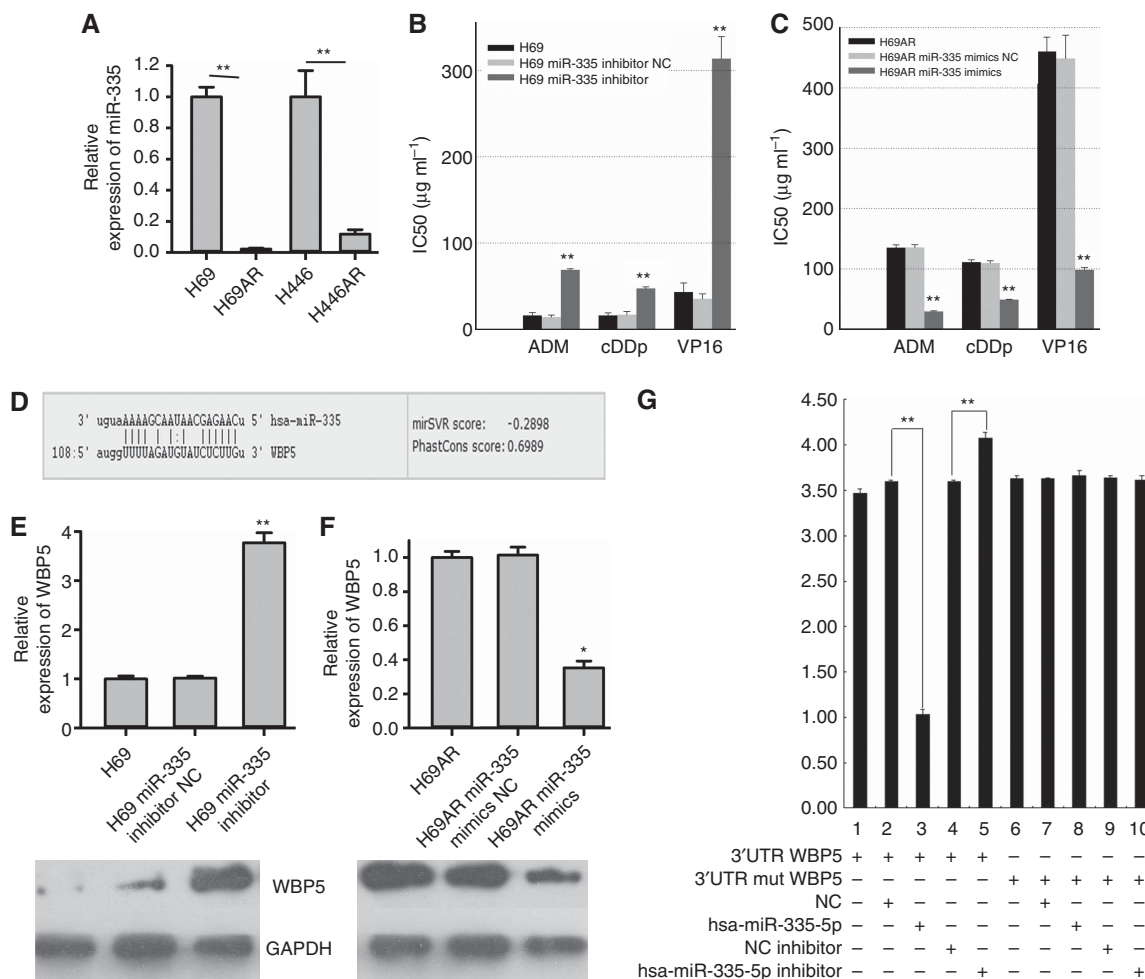 A
Relative
expression of miR-335
1.2
1.0
0.8
0.6
0.4
0.2
0.0
**
**
H69
H69AR
H446
H446AR
B
H69
H69 miR-335 inhibitor NC
H69 miR-335 inhibitor
IC50 (µg ml⁻¹)
300
200
100
0
**
**
**
ADM
cDDp
VP16
C
H69AR
H69AR miR-335 mimics NC
H69AR miR-335 imimics
IC50 (µg ml⁻¹)
500
400
300
200
100
0
**
**
**
ADM
cDDp
VP16
D
3' uguaAAAAGCAAUAACGAGAACu 5' hsa-miR-335
|||| | |:| ||||||
108:5' auggUUUUAGAUGUAUCUCUUGu 3' WBP5
mirSVR score: -0.2898
PhastCons score: 0.6989
E
Relative
expression of WBP5
4
4
2
1
0
**
H69
H69 miR-335
inhibitor NC
H69 miR-335
inhibitor
F
Relative
expression of WBP5
1.0
0.8
0.6
0.4
0.2
0.0
*
H69AR
H69AR miR-335
mimics NC
H69AR miR-335
mimics
WBP5
GAPDH
G
4.50
4.00
3.50
3.00
2.50
2.00
1.50
1.00
0.50
0.00
**
**
1 2 3 4 5 6 7 8 9 10
3′UTR WBP5 + + + + + – – – – –
3′UTR mut WBP5 – – – – – + + + + +
NC – + – – – – + – – –
hsa-miR-335-5p – – + – – – – + – –
NC inhibitor – – – + – – – – + –
hsa-miR-335-5p inhibitor – – – – + – – – – +